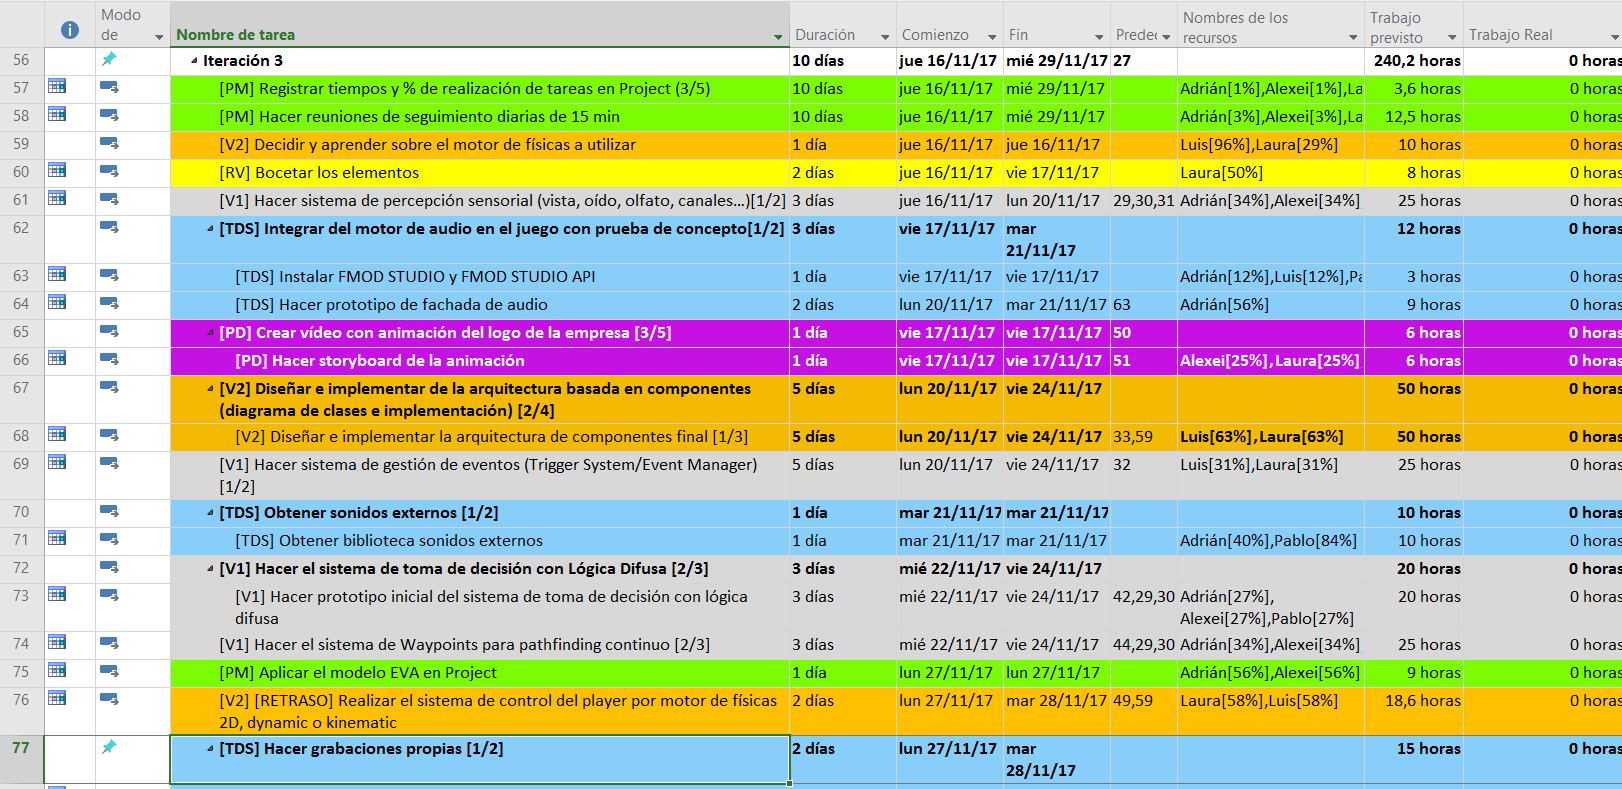 Modo de
Nombre de tarea
Duración
Comienzo
Fin
Predec
Nombres de los recursos
Trabajo previsto
Trabajo Real
56 Iteración 3 10 días jue 16/11/17 mié 29/11/17 27 240,2 horas 0 horas
57 [PM] Registrar tiempos y % de realización de tareas en Project (3/5) 10 días jue 16/11/17 mié 29/11/17 Adrián[1%],Alexei[1%],La 3,6 horas 0 horas
58 [PM] Hacer reuniones de seguimiento diarias de 15 min 10 días jue 16/11/17 mié 29/11/17 Adrián[3%],Alexei[3%],La 12,5 horas 0 horas
59 [V2] Decidir y aprender sobre el motor de físicas a utilizar 1 día jue 16/11/17 jue 16/11/17 Luis[96%],Laura[29%] 10 horas 0 horas
60 [RV] Bocetar los elementos 2 días jue 16/11/17 vie 17/11/17 Laura[50%] 8 horas 0 horas
61 [V1] Hacer sistema de percepción sensorial (vista, oído, olfato, canales...)[1/2] 3 días jue 16/11/17 lun 20/11/17 29,30,31 Adrián[34%],Alexei[34%], 25 horas 0 horas
62 [TDS] Integrar del motor de audio en el juego con prueba de concepto[1/2] 3 días vie 17/11/17 mar 12 horas 0 horas
21/11/17
63 [TDS] Instalar FMOD STUDIO y FMOD STUDIO API 1 día vie 17/11/17 vie 17/11/17 Adrián[12%],Luis[12%],Pa 3 horas 0 horas
64 [TDS] Hacer prototipo de fachada de audio 2 días lun 20/11/17 mar 21/11/17 63 Adrián[56%] 9 horas 0 horas
65 [PD] Crear vídeo con animación del logo de la empresa [3/5] 1 día vie 17/11/17 vie 17/11/17 50 6 horas 0 horas
66 [PD] Hacer storyboard de la animación 1 día vie 17/11/17 vie 17/11/17 51 Alexei[25%],Laura[25%], 6 horas 0 horas
67 [V2] Diseñar e implementar de la arquitectura basada en componentes 5 días lun 20/11/17 vie 24/11/17 50 horas 0 horas
(diagrama de clases e implementación) [2/4]
68 [V2] Diseñar e implementar la arquitectura de componentes final [1/3] 5 días lun 20/11/17 vie 24/11/17 33,59 Luis[63%],Laura[63%] 50 horas 0 horas
69 [V1] Hacer sistema de gestión de eventos (Trigger System/Event Manager) 5 días lun 20/11/17 vie 24/11/17 32 Luis[31%],Laura[31%] 25 horas 0 horas
[1/2]
70 [TDS] Obtener sonidos externos [1/2] 1 día mar 21/11/17 mar 21/11/17 10 horas 0 horas
71 [TDS] Obtener biblioteca sonidos externos 1 día mar 21/11/17 mar 21/11/17 Adrián[40%],Pablo[84%] 10 horas 0 horas
72 [V1] Hacer el sistema de toma de decisión con Lógica Difusa [2/3] 3 días mié 22/11/17 vie 24/11/17 20 horas 0 horas
73 [V1] Hacer prototipo inicial del sistema de toma de decisión con lógica 3 días mié 22/11/17 vie 24/11/17 42,29,30 Adrián[27%], 20 horas 0 horas
difusa Alexei[27%],Pablo[27%]
74 [V1] Hacer el sistema de Waypoints para pathfinding continuo [2/3] 3 días mié 22/11/17 vie 24/11/17 44,29,30 Adrián[34%],Alexei[34%], 25 horas 0 horas
75 [PM] Aplicar el modelo EVA en Project 1 día lun 27/11/17 lun 27/11/17 Adrián[56%],Alexei[56%] 9 horas 0 horas
76 [V2] [RETRASO] Realizar el sistema de control del player por motor de físicas 2 días lun 27/11/17 mar 28/11/17 49,59 Laura[58%],Luis[58%] 18,6 horas 0 horas
2D, dynamic o kinematic
77 [TDS] Hacer grabaciones propias [1/2] 2 días lun 27/11/17 mar 15 horas 0 horas
28/11/17